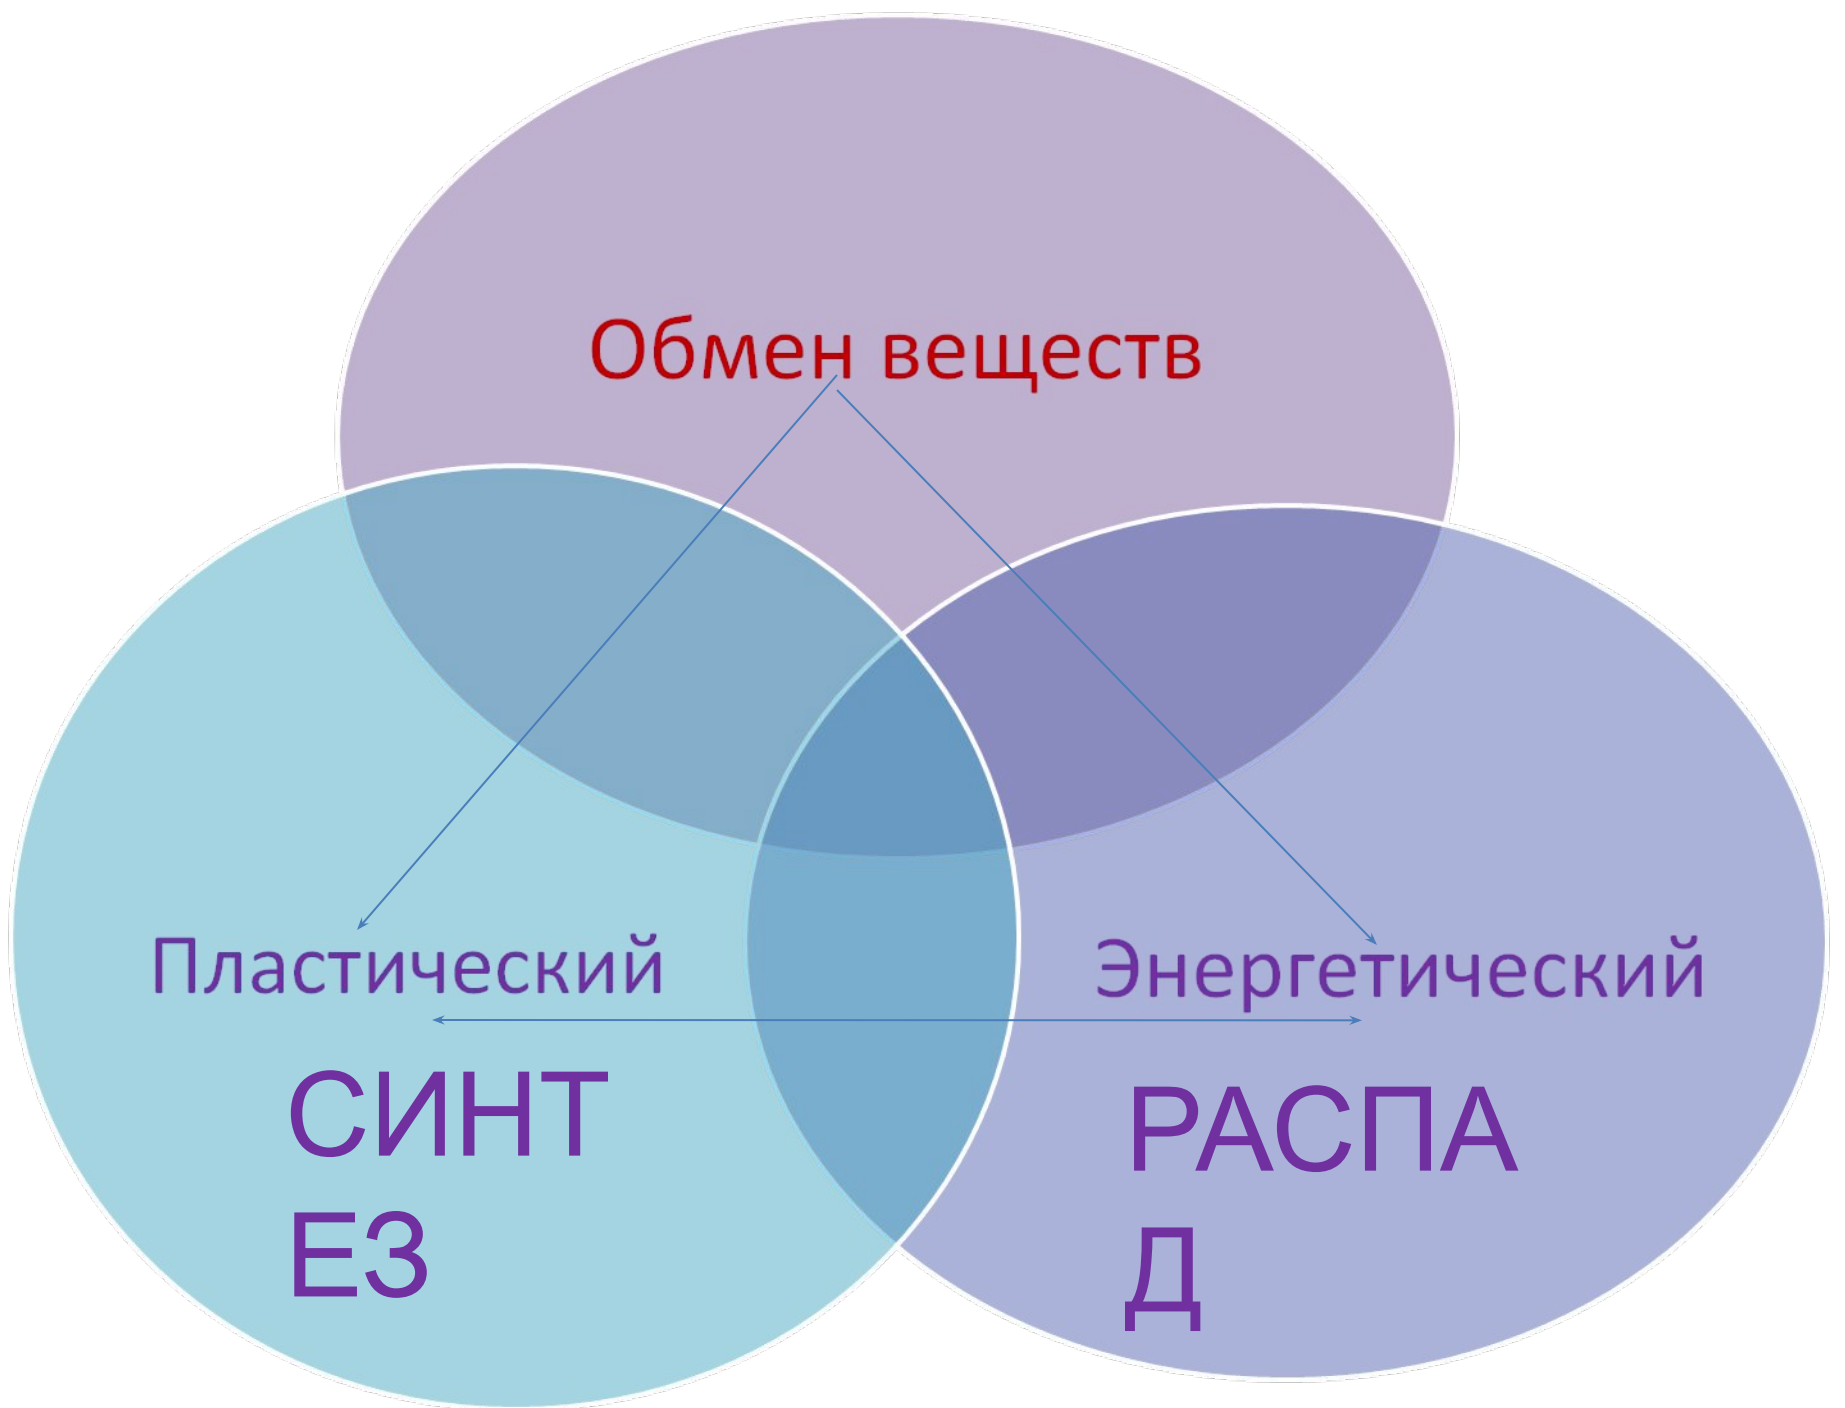 Обмен веществ
Пластический
Энергетический
СИНТ
ЕЗ
РАСПА
Д